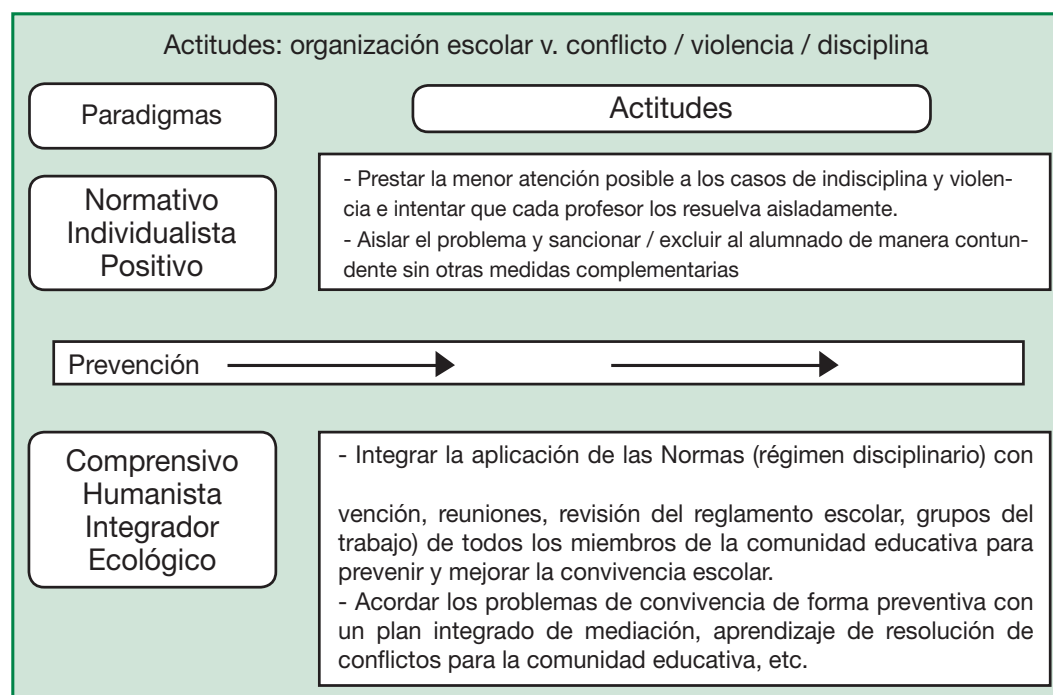 Actitudes: organización escolar v. conflicto / violencia / disciplina
Paradigmas
Actitudes
Normativo
Individualista
Positivo
- Prestar la menor atención posible a los casos de indisciplina y violen-
cia e intentar que cada profesor los resuelva aisladamente.
- Aislar el problema y sancionar / excluir al alumnado de manera contun-
dente sin otras medidas complementarias
Prevención
Comprensivo
Humanista
Integrador
Ecológico
- Integrar la aplicación de las Normas (régimen disciplinario) con
vención, reuniones, revisión del reglamento escolar, grupos del
trabajo) de todos los miembros de la comunidad educativa para
prevenir y mejorar la convivencia escolar.
- Acordar los problemas de convivencia de forma preventiva con
un plan integrado de mediación, aprendizaje de resolución de
conflictos para la comunidad educativa, etc.